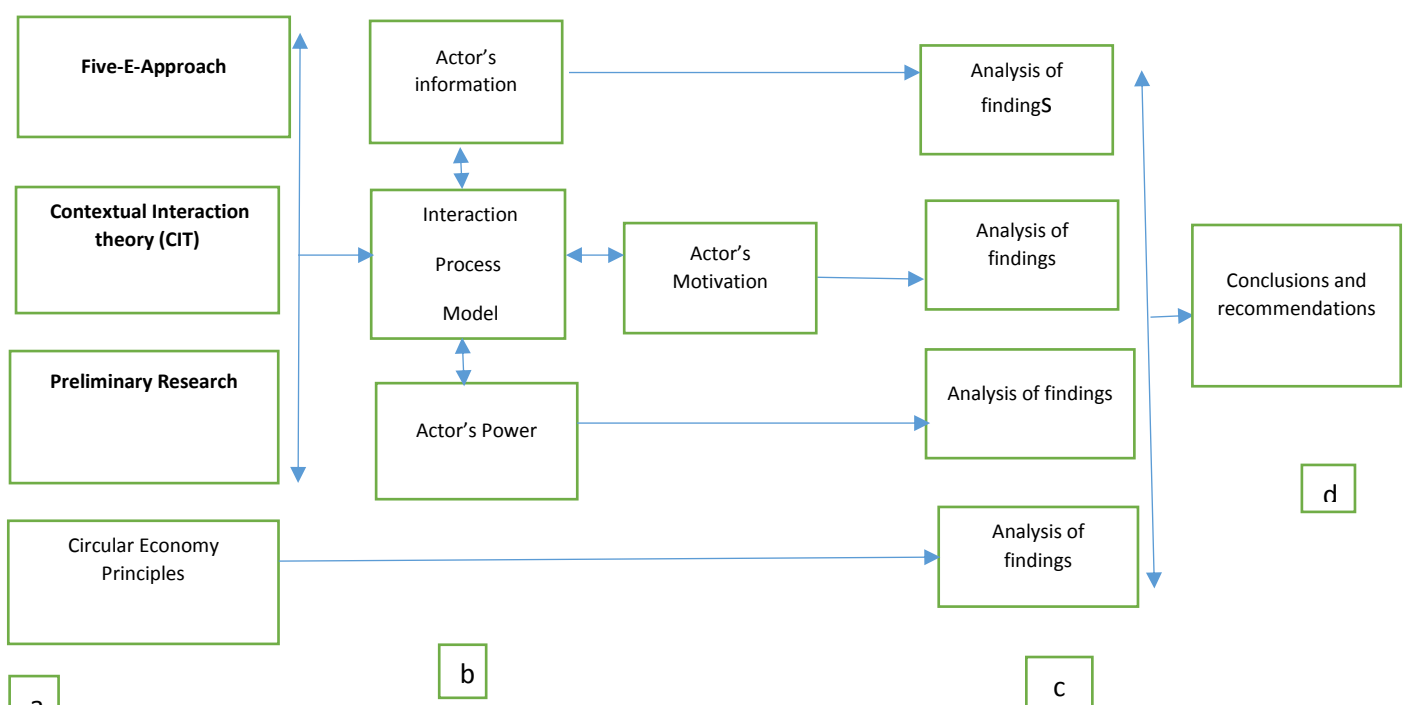 Five-E-Approach
Contextual Interaction
theory (CIT)
Preliminary Research
Circular Economy
Principles
a
Actor’s
information
Interaction
Process
Model
Actor’s Power
Actor’s
Motivation
b
Analysis of
findingS
Analysis of
findings
Analysis of findings
Analysis of
findings
c
Conclusions and
recommendations
d